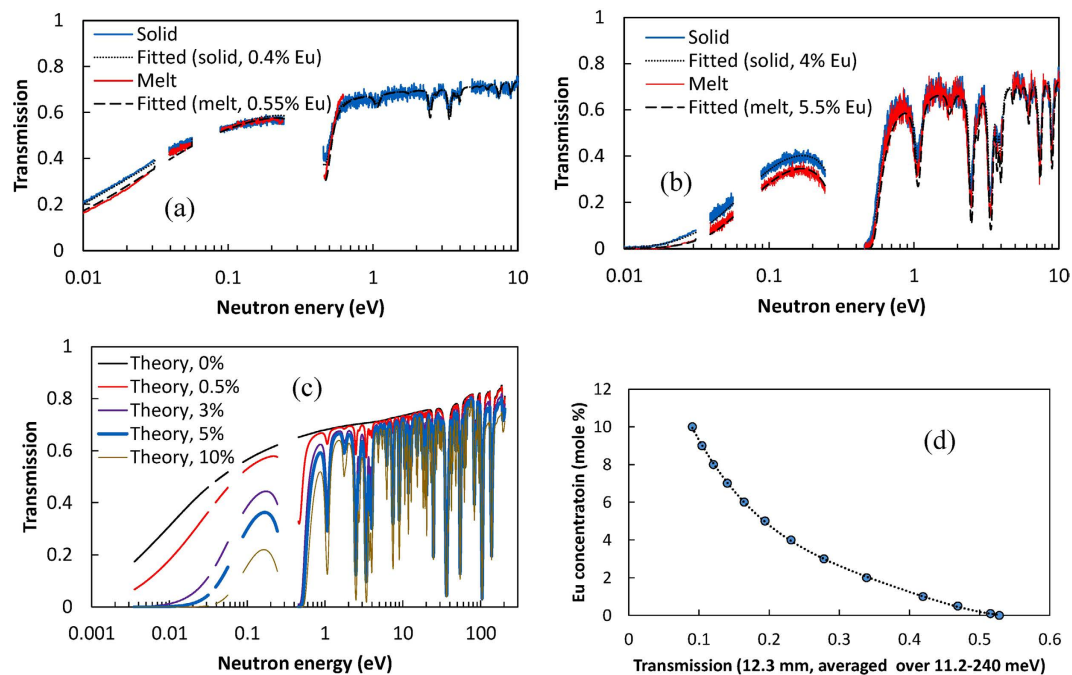 (a)
Transmission
1
0.8
0.6
0.4
0.2
0
Solid
Fitted (solid, 0.4% Eu)
Melt
Fitted (melt, 0.55% Eu)
0.01
0.1
1
10
Neutron enery (eV)
(b)
Transmission
1
0.8
0.6
0.4
0.2
0
Solid
Fitted (solid, 4% Eu)
Melt
Fitted (melt, 5.5% Eu)
0.01
0.1
1
10
Neutron enery (eV)
(c)
Transmission
1
0.8
0.6
0.4
0.2
0
Theory, 0%
Theory, 0.5%
Theory, 3%
Theory, 5%
Theory, 10%
0.001
0.01
0.1
1
10
100
Neutron energy (eV)
(d)
Eu concentratoin (mole %)
12
10
8
6
4
2
0
0
0.1
0.2
0.3
0.4
0.5
0.6
Transmission (12.3 mm, averaged over 11.2-240 meV)